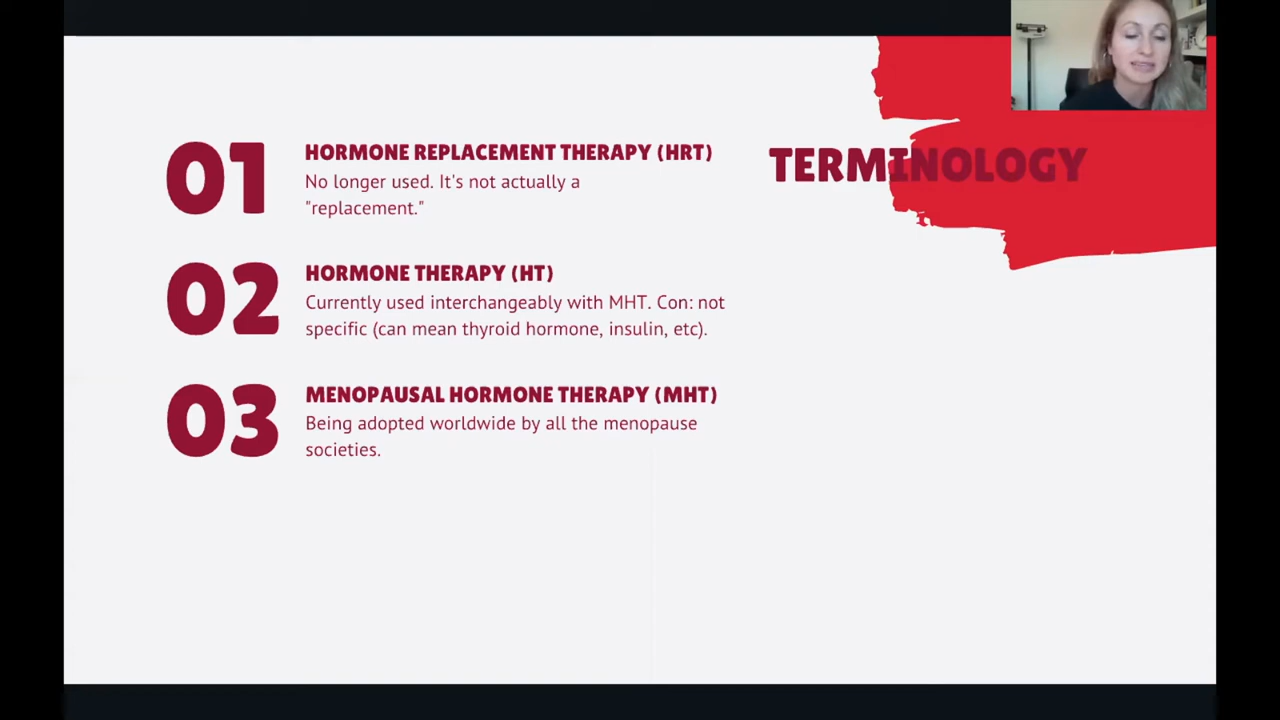 TERMINOLOGY
01
HORMONE REPLACEMENT THERAPY (HRT)
No longer used. It's not actually a
"replacement."
02
HORMONE THERAPY (HT)
Currently used interchangeably with MHT. Con: not
specific (can mean thyroid hormone, insulin, etc).
03
MENOPAUSAL HORMONE THERAPY (MHT)
Being adopted worldwide by all the menopause
societies.